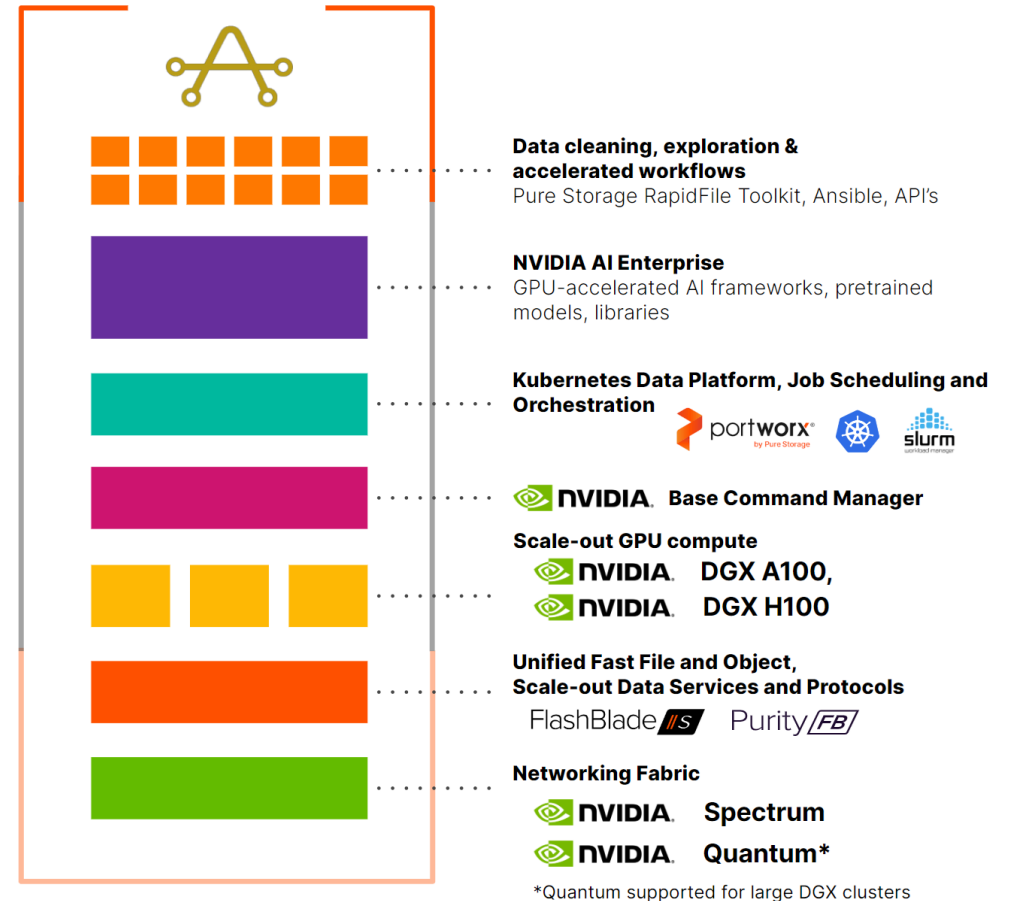 Data cleaning, exploration &
accelerated workflows
Pure Storage RapidFile Toolkit, Ansible, API's
NVIDIA AI Enterprise
GPU-accelerated AI frameworks, pretrained
models, libraries
Kubernetes Data Platform, Job Scheduling and
Orchestration
portworx®
by Pure Storage
slurm
workload manager
NVIDIA. Base Command Manager
Scale-out GPU compute
NVIDIA. DGX A100,
NVIDIA. DGX H100
Unified Fast File and Object,
Scale-out Data Services and Protocols
FlashBlade//S Purity/FB/
Networking Fabric
NVIDIA. Spectrum
NVIDIA. Quantum*
*Quantum supported for large DGX clusters